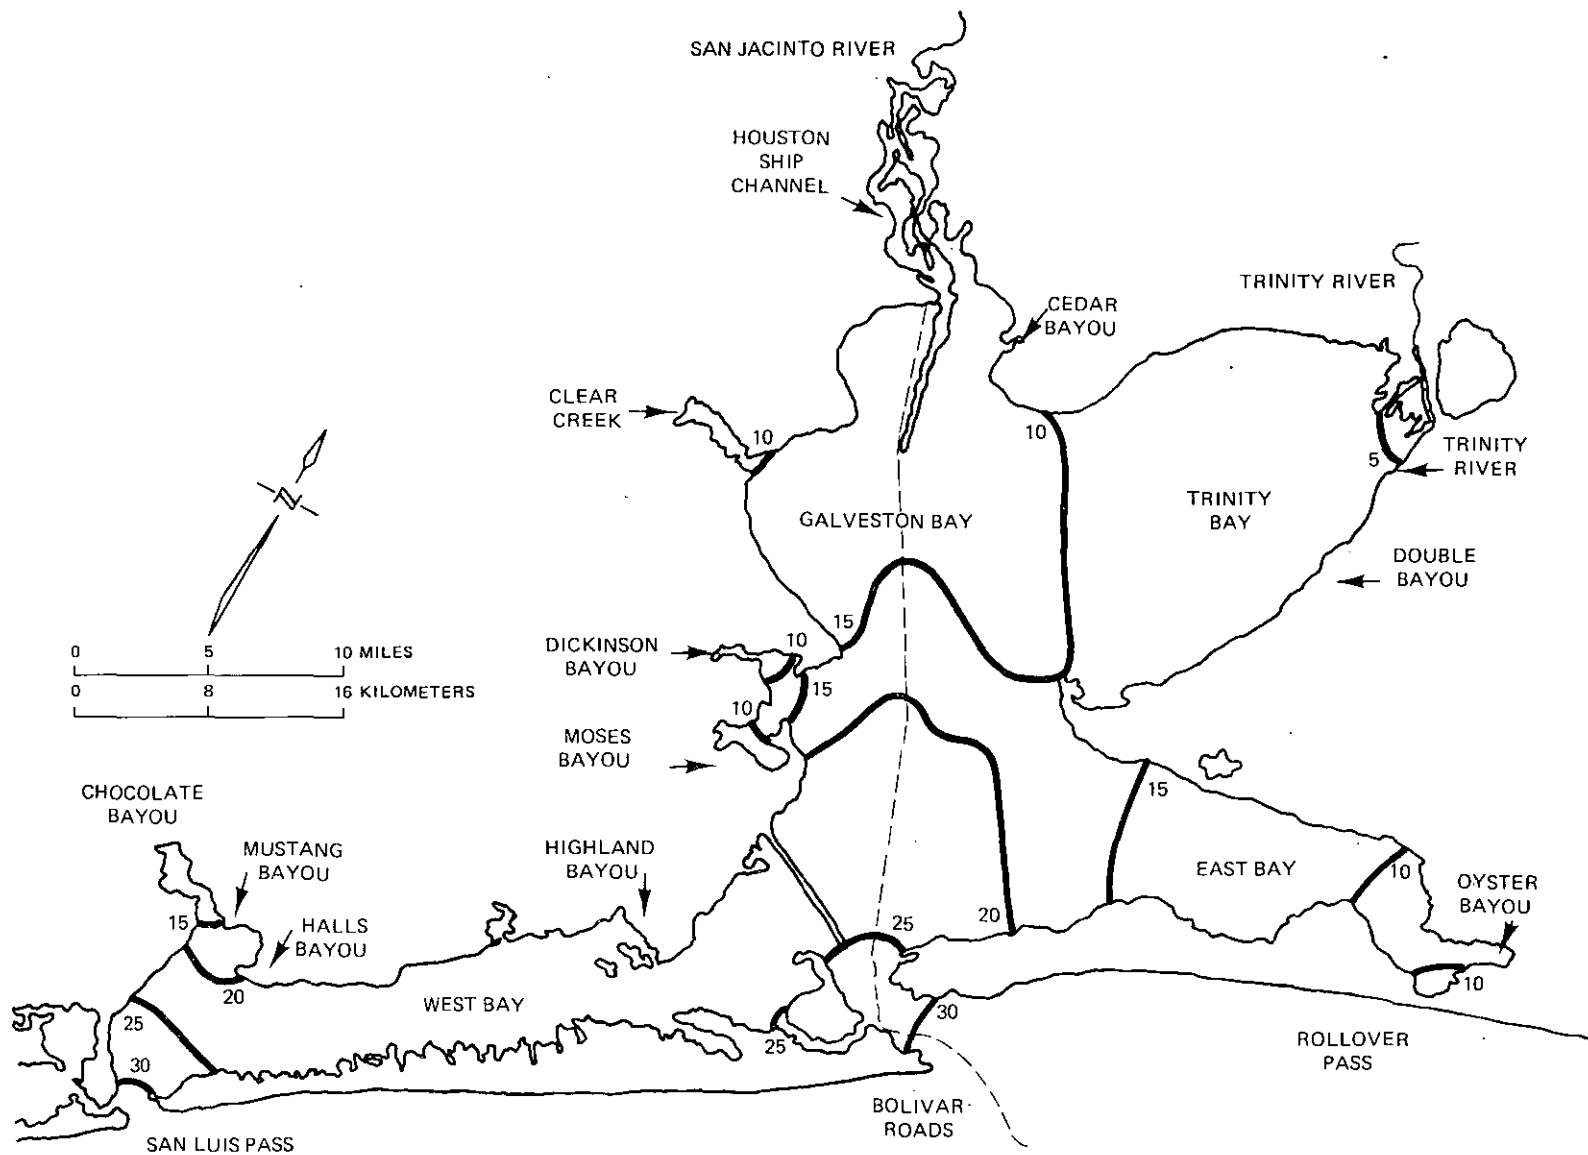 SAN JACINTO RIVER
HOUSTON
SHIP
CHANNEL
TRINITY RIVER
CEDAR
BAYOU
CLEAR
CREEK
10
10
5
TRINITY
RIVER
N
GALVESTON BAY
TRINITY
BAY
DOUBLE
BAYOU
15
DICKINSON
BAYOU
10
15
0 5 10 MILES
0 8 16 KILOMETERS
10
MOSES
BAYOU
15
CHOCOLATE
BAYOU
MUSTANG
BAYOU
HIGHLAND
BAYOU
EAST BAY
10
OYSTER
BAYOU
15
HALLS
BAYOU
20
25
20
10
WEST BAY
25
30
25
30
ROLLOVER
PASS
BOLIVAR
ROADS
SAN LUIS PASS